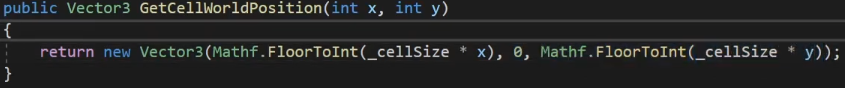 public Vector3 GetCellWorldPosition(int x, int y)
{
    return new Vector3(Mathf.FloorToInt(_cellSize * x), 0, Mathf.FloorToInt(_cellSize * y));
}